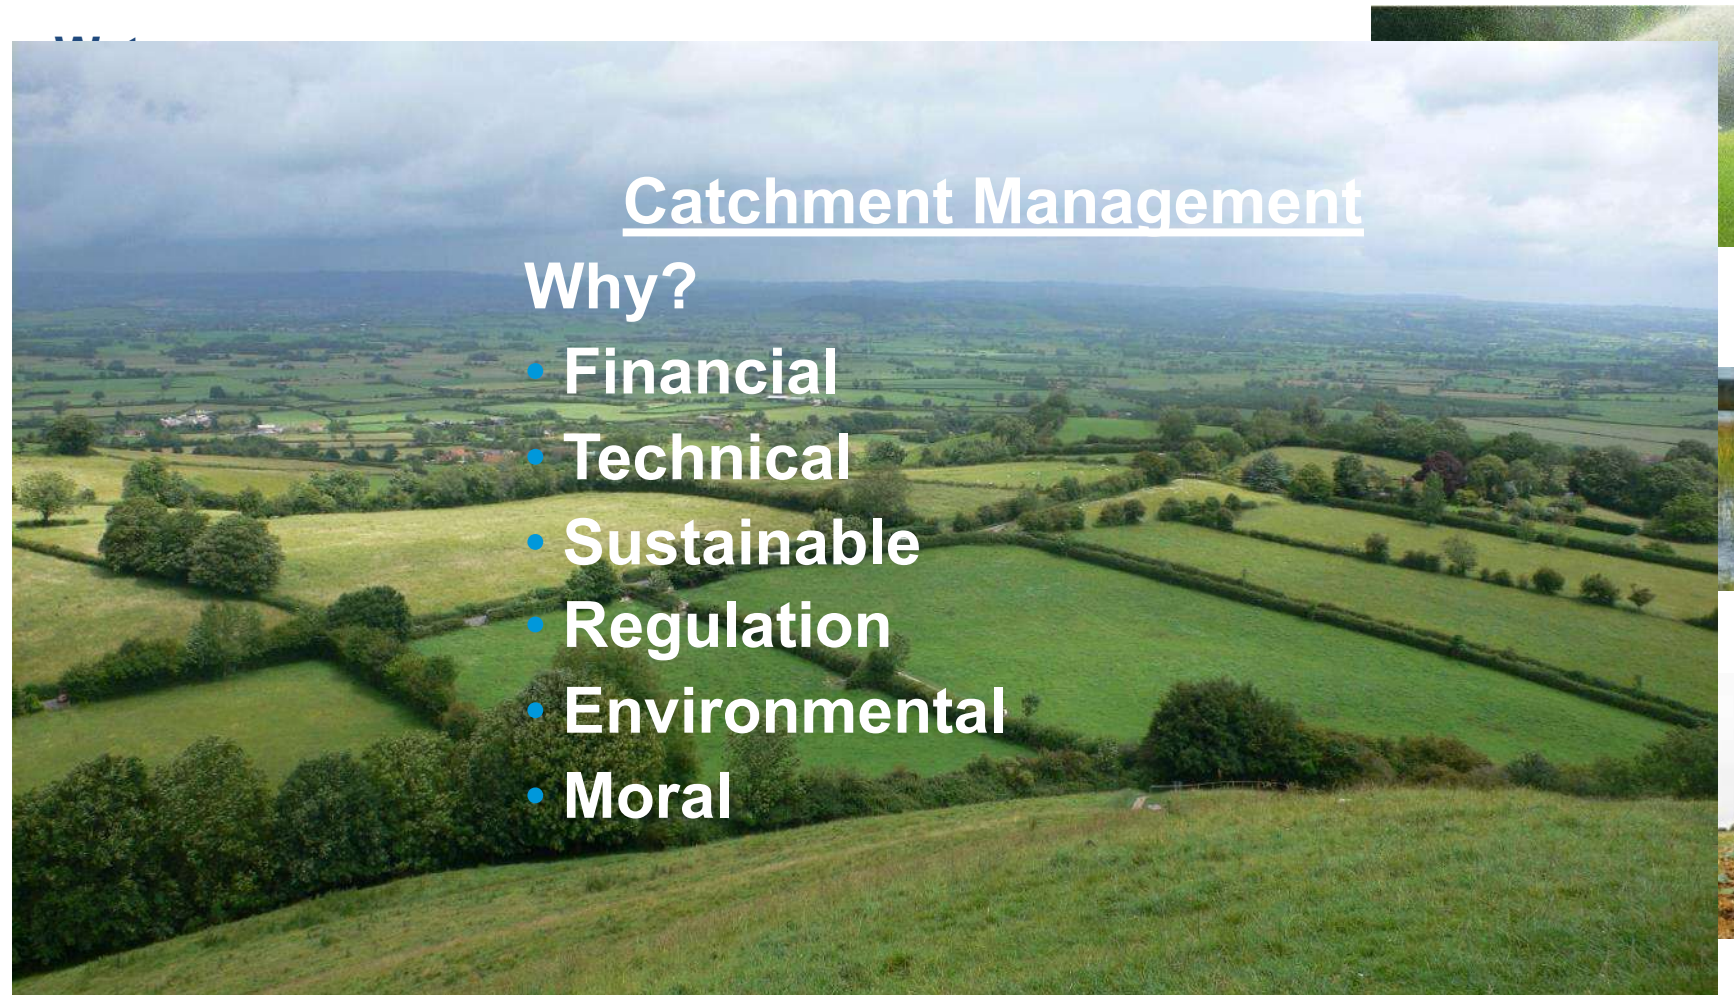 Catchment Management
Why?
• Financial
• Technical
• Sustainable
• Regulation
• Environmental
• Moral